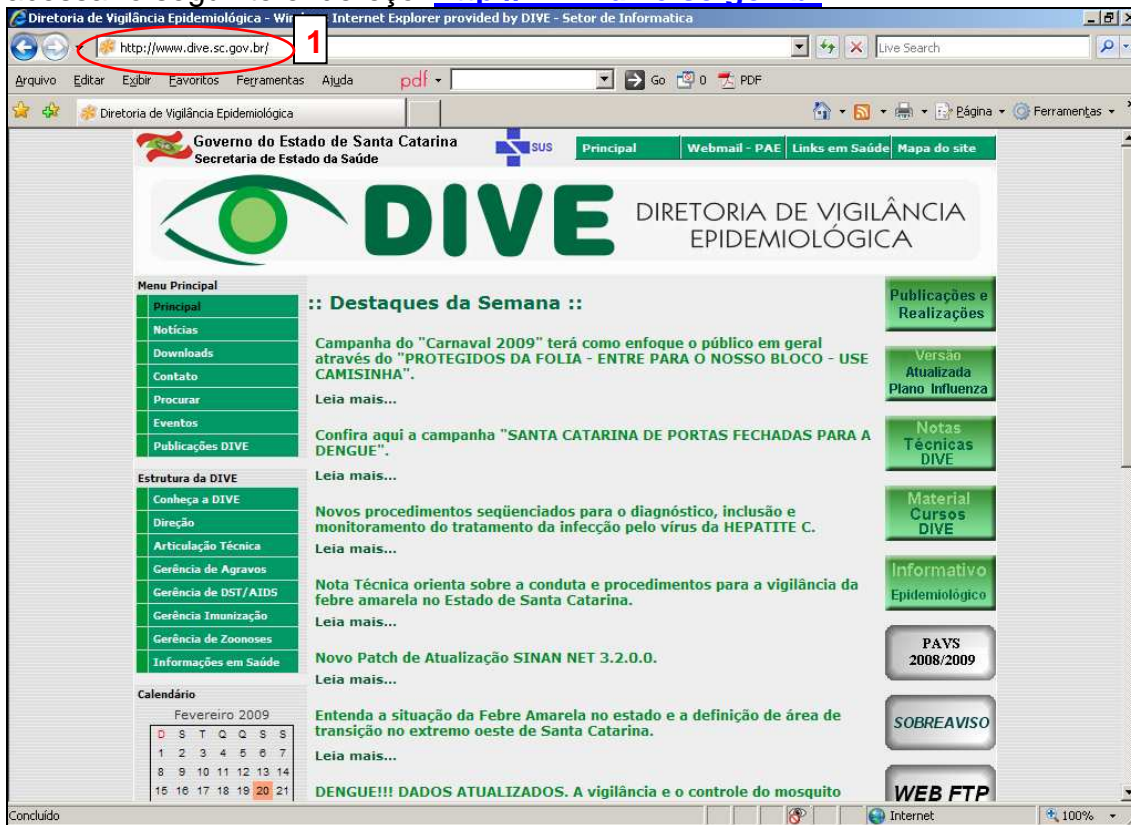 Diretoria de Vigilância Epidemiológica - Win Internet Explorer provided by DIVE - Setor de Informatica
http://www.dive.sc.gov.br/
1
Live Search
Arquivo Editar Exibir Favoritos Ferramentas Ajuda pdf Go 0 PDF
Diretoria de Vigilância Epidemiológica
Página Ferramentas
Governo do Estado de Santa Catarina
Secretaria de Estado da Saúde
SUS
Principal Webmail - PAE Links em Saúde Mapa do site
DIVE
DIRETORIA DE VIGILÂNCIA
EPIDEMIOLÓGICA
Menu Principal
Principal
Notícias
Downloads
Contato
Procurar
Eventos
Publicações DIVE
Estrutura da DIVE
Conheça a DIVE
Direção
Articulação Técnica
Gerência de Agravos
Gerência de DST/AIDS
Gerência Imunização
Gerência de Zoonoses
Informações em Saúde
Calendário
Fevereiro 2009
D S T Q Q S S
1 2 3 4 5 6 7
8 9 10 11 12 13 14
15 16 17 18 19 20 21
:: Destaques da Semana ::
Campanha do "Carnaval 2009" terá como enfoque o público em geral
através do "PROTEGIDOS DA FOLIA - ENTRE PARA O NOSSO BLOCO - USE
CAMISINHA".
Leia mais...
Confira aqui a campanha "SANTA CATARINA DE PORTAS FECHADAS PARA A
DENGUE".
Leia mais...
Novos procedimentos seqüenciados para o diagnóstico, inclusão e
monitoramento do tratamento da infecção pelo vírus da HEPATITE C.
Leia mais...
Nota Técnica orienta sobre a conduta e procedimentos para a vigilância da
febre amarela no Estado de Santa Catarina.
Leia mais...
Novo Patch de Atualização SINAN NET 3.2.0.0.
Leia mais...
Entenda a situação da Febre Amarela no estado e a definição de área de
transição no extremo oeste de Santa Catarina.
Leia mais...
DENGUE!!! DADOS ATUALIZADOS. A vigilância e o controle do mosquito
Publicações e
Realizações
Versão
Atualizada
Plano Influenza
Notas
Técnicas
DIVE
Material
Cursos
DIVE
Informativo
Epidemiológico
PAVS
2008/2009
SOBREAVISO
WEB FTP
Concluído
Internet
100%